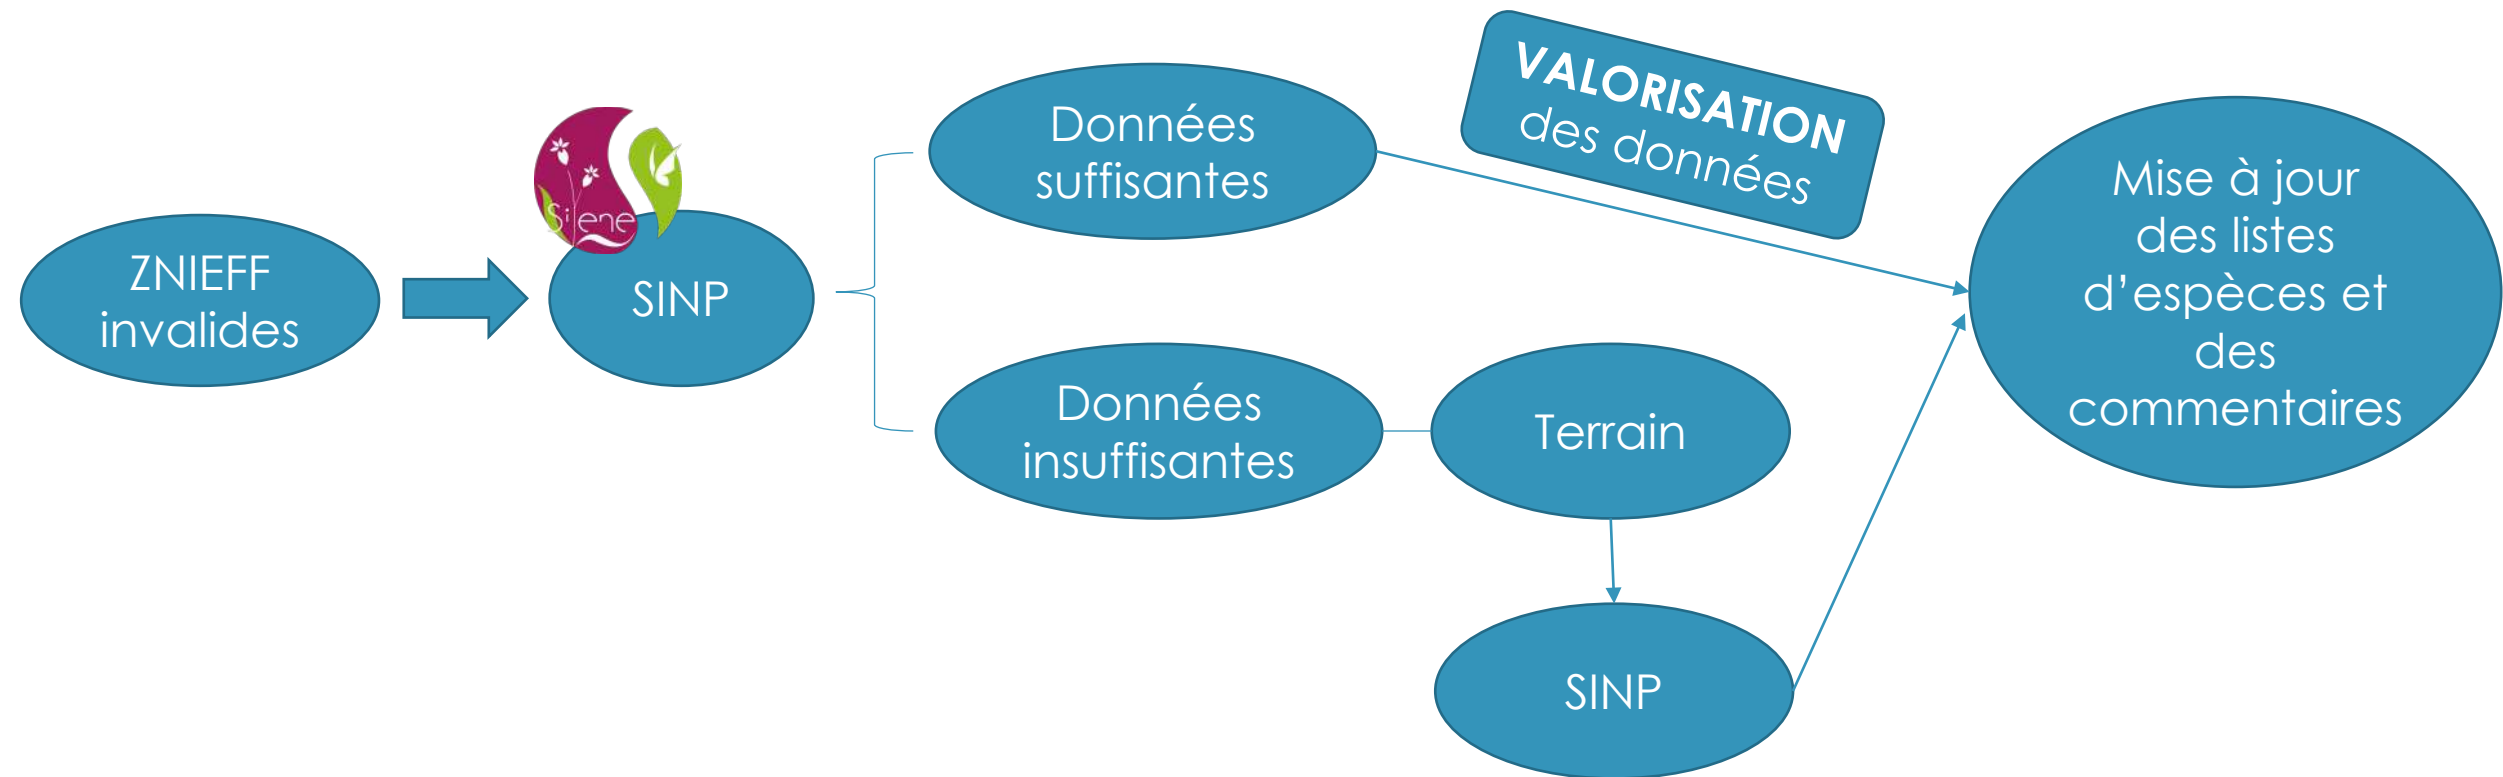 ZNIEFF
invalides
Silene
SINP
Données
suffisantes
VALORISATION
des données
Données
insuffisantes
Terrain
SINP
Mise à jour
des listes
d’espèces et
des
commentaires